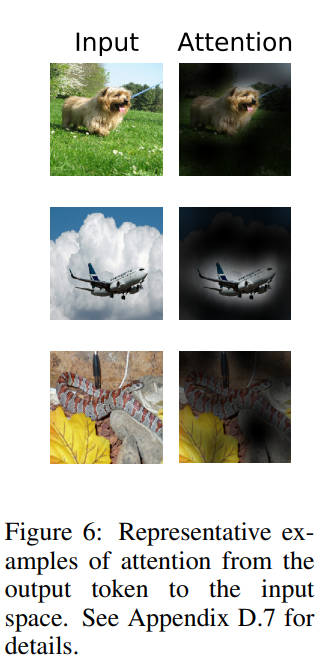 Input Attention
Figure 6: Representative ex-
amples of attention from the
output token to the input
space. See Appendix D.7 for
details.